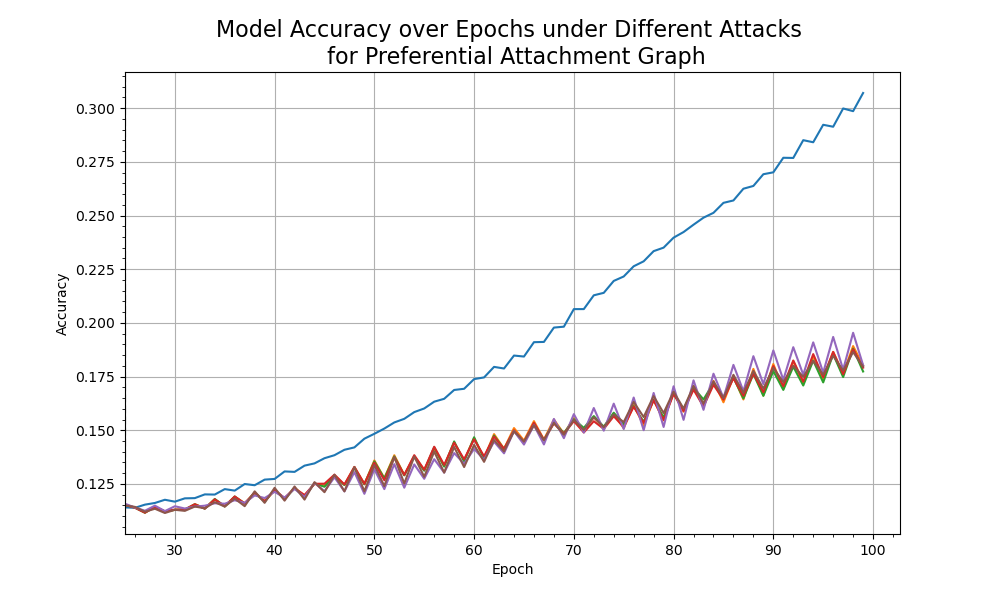 Model Accuracy over Epochs under Different Attacks
for Preferential Attachment Graph
0.300
0.275
0.250
0.225
0.200
0.175
0.150
0.125
Accuracy
30 40 50 60 70 80 90 100
Epoch